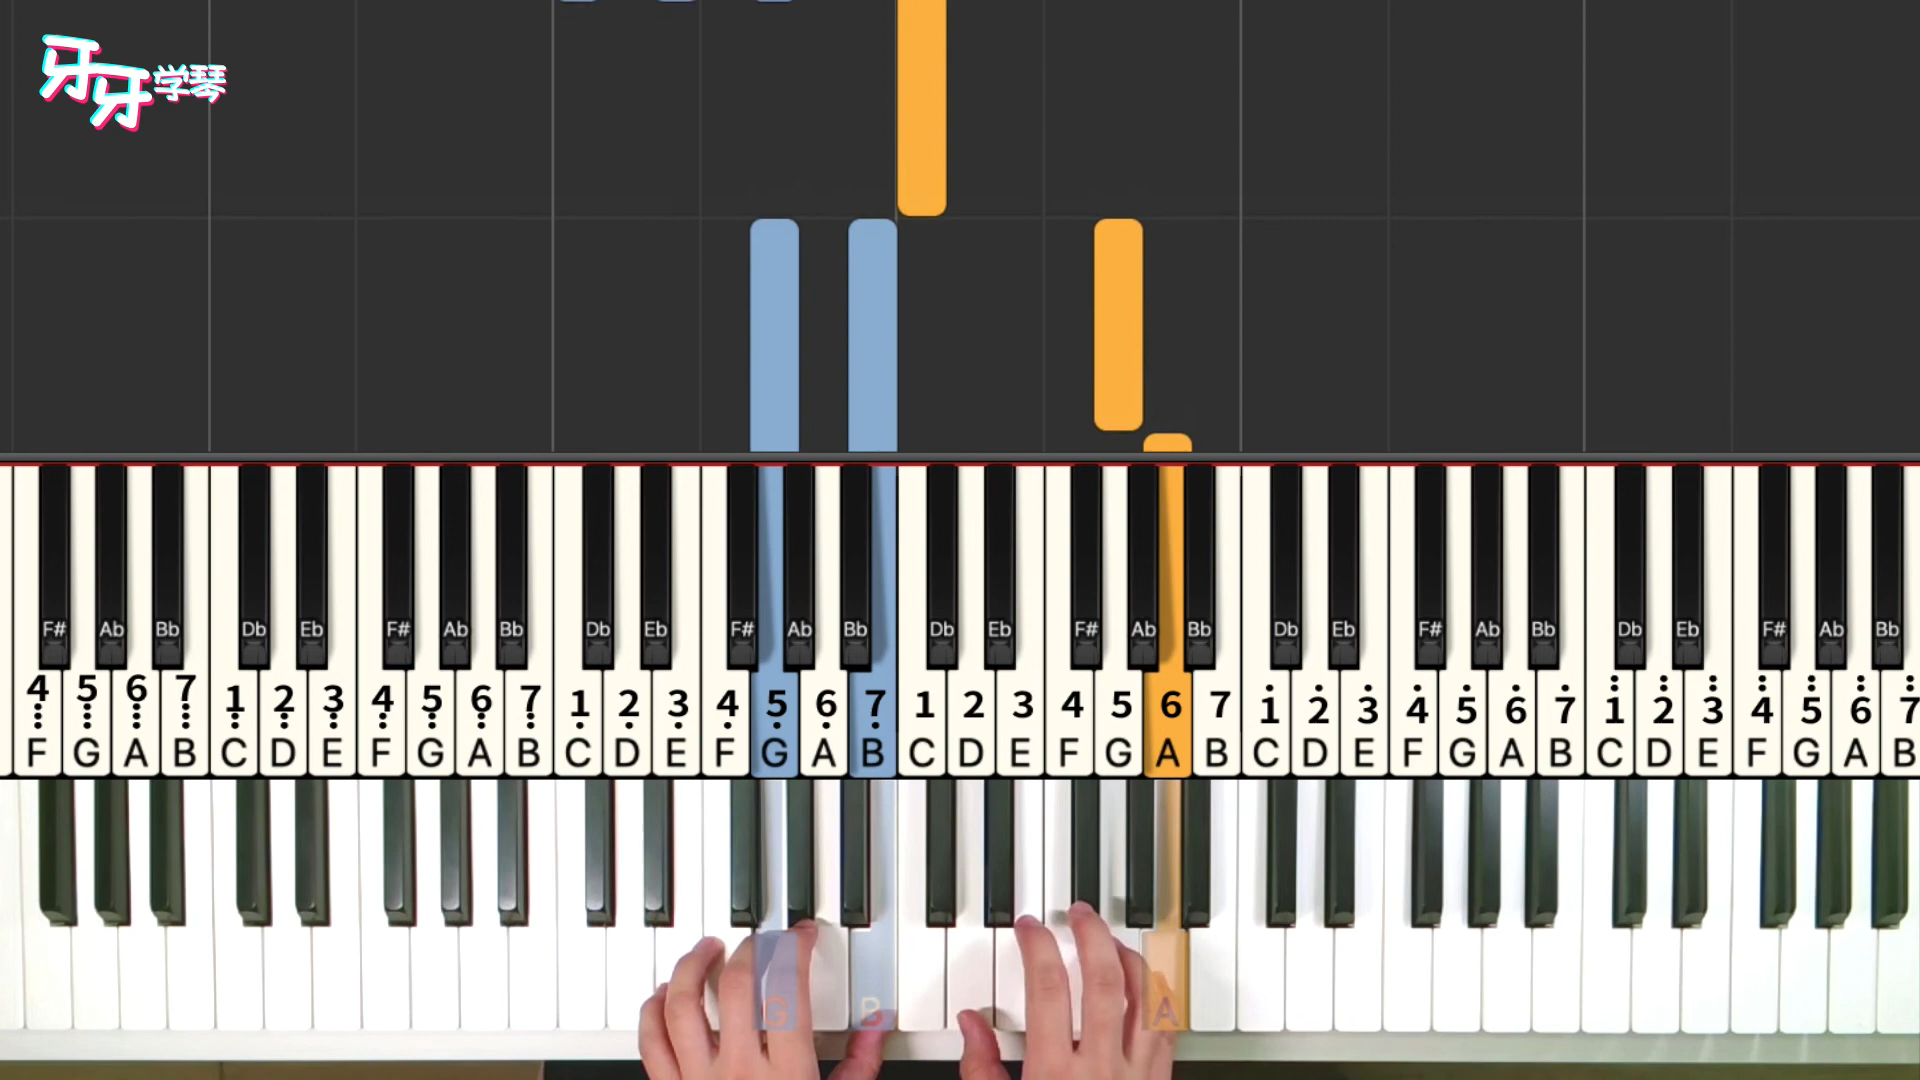 牙牙学琴
F# Ab Bb Db Eb F# Ab Bb Db Eb F# Ab Bb Db Eb F# Ab Bb Db Eb F# Ab Bb Db Eb F# Ab Bb
4 5 6 7 1 2 3 4 5 6 7 1 2 3 4 5 6 7 1 2 3 4 5 6 7 1 2 3 4 5 6 7 1 2 3 4 5 6 7
F G A B C D E F G A B C D E F G A B C D E F G A B C D E F G A B C D E F G A B
G B A